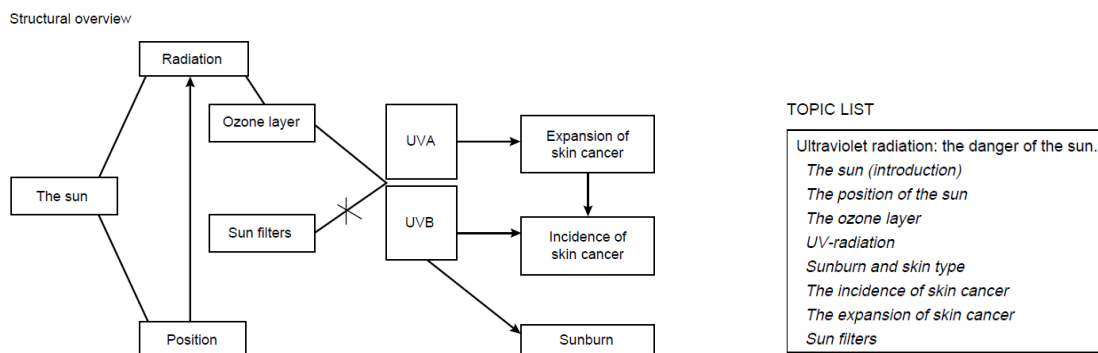 Structural overview
Radiation
Ozone layer
UVA
Expansion of
skin cancer
The sun
Sun filters
UVB
Incidence of
skin cancer
Position
Sunburn
TOPIC LIST
Ultraviolet radiation: the danger of the sun.
The sun (introduction)
The position of the sun
The ozone layer
UV-radiation
Sunburn and skin type
The incidence of skin cancer
The expansion of skin cancer
Sun filters